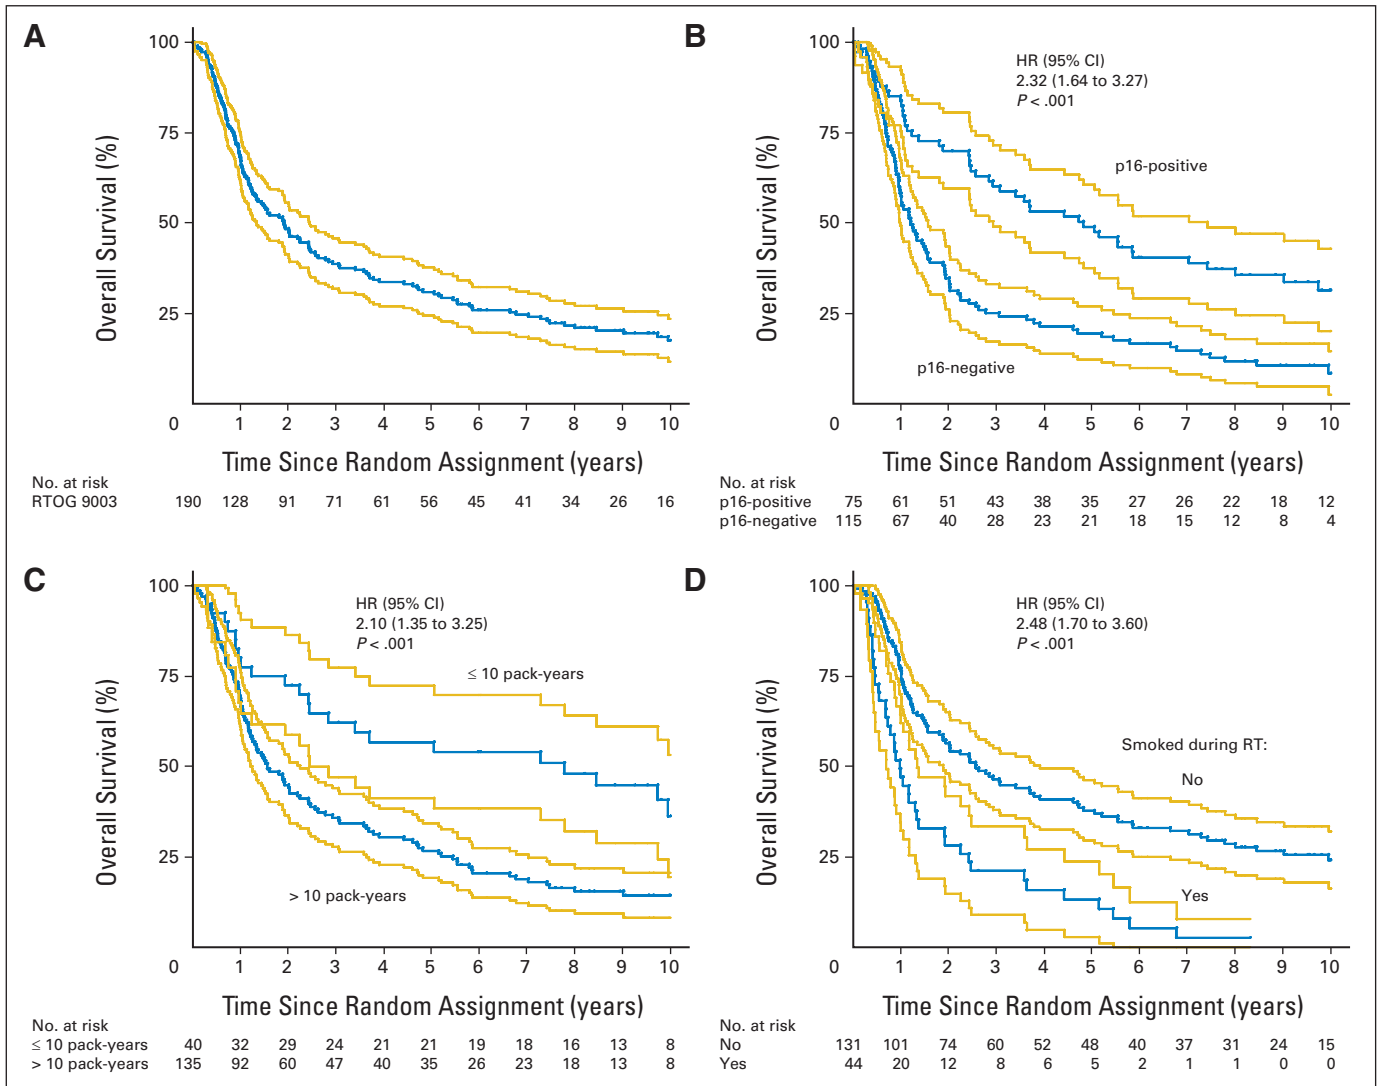 A
100
75
50
25
0
1 2 3 4 5 6 7 8 9 10
Overall Survival (%)
Time Since Random Assignment (years)
No. at risk
RTOG 9003 190 128 91 71 61 56 45 41 34 26 16
B
100
75
50
25
0
1 2 3 4 5 6 7 8 9 10
Overall Survival (%)
HR (95% CI)
2.32 (1.64 to 3.27)
P < .001
p16-positive
p16-negative
Time Since Random Assignment (years)
No. at risk
p16-positive 75 61 51 43 38 35 27 26 22 18 12
p16-negative 115 67 40 28 23 21 18 15 12 8 4
C
100
75
50
25
0
1 2 3 4 5 6 7 8 9 10
Overall Survival (%)
HR (95% CI)
2.10 (1.35 to 3.25)
P < .001
≤ 10 pack-years
> 10 pack-years
Time Since Random Assignment (years)
No. at risk
≤ 10 pack-years 40 32 29 24 21 21 19 18 16 13 8
> 10 pack-years 135 92 60 47 40 35 26 23 18 13 8
D
100
75
50
25
0
1 2 3 4 5 6 7 8 9 10
Overall Survival (%)
HR (95% CI)
2.48 (1.70 to 3.60)
P < .001
Smoked during RT:
No
Yes
Time Since Random Assignment (years)
No. at risk
No 131 101 74 60 52 48 40 37 31 24 15
Yes 44 20 12 8 6 5 2 1 1 0 0